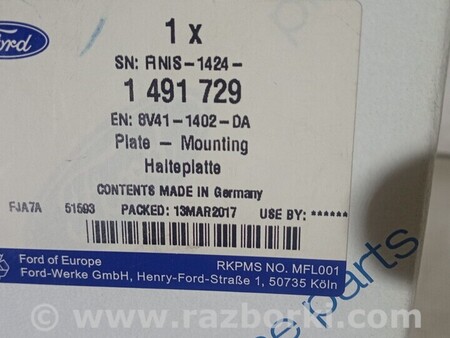 Ford
1 x
SN: RNIS-1424-
1 491 729
EN: 8V41-1402-DA
Plate - Mounting
Halteplatte
CONTENTS MADE IN Germany
FJA7A 51593 PACKED: 13MAR2017 USE BY: ******
Ford of Europe
Ford-Werke GmbH, Henry-Ford-Straße 1, 50735 Köln
RKPMS NO. MFL001
parts
© www.razborki.com